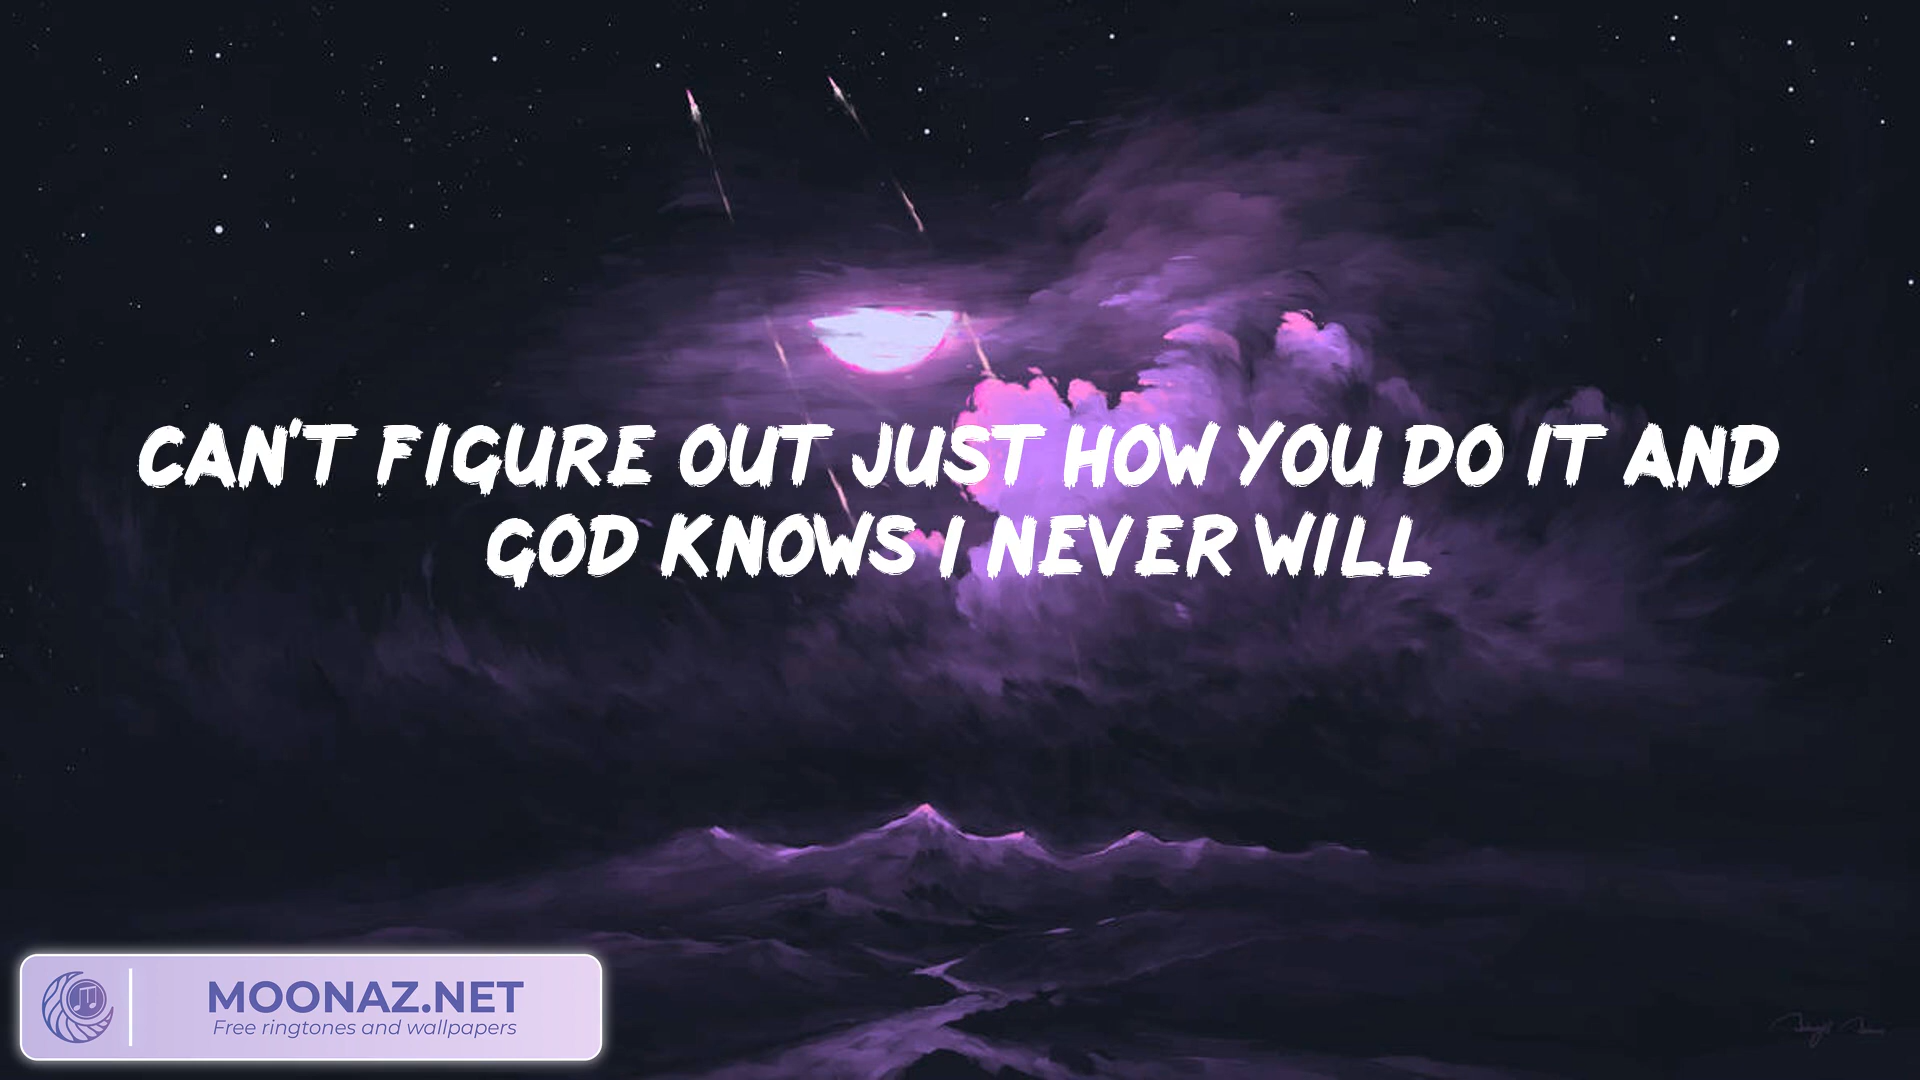 CAN'T FIGURE OUT JUST HOW YOU DO IT AND
GOD KNOWS I NEVER WILL
MOONAZ.NET
Free ringtones and wallpapers